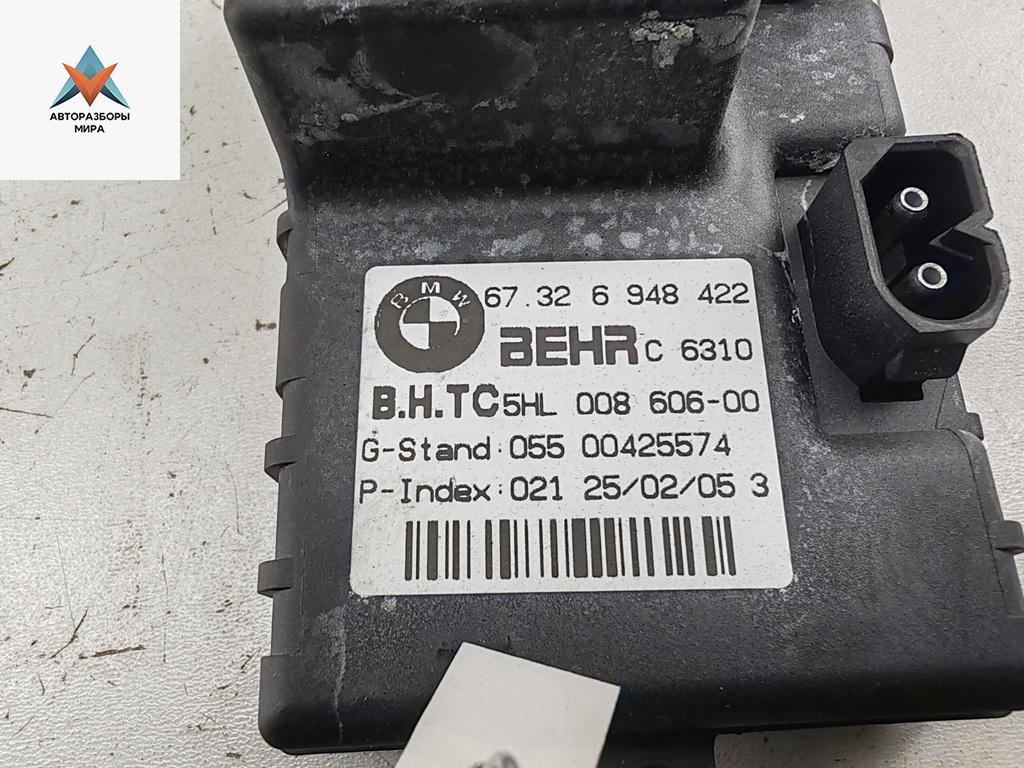 АВТОРАЗБОРЫ
МИРА
BMW 67.32 6 948 422
BEHR C 6310
B.H.TC 5HL 008 606-00
G-Stand:055 00425574
P-Index:021 25/02/05 3